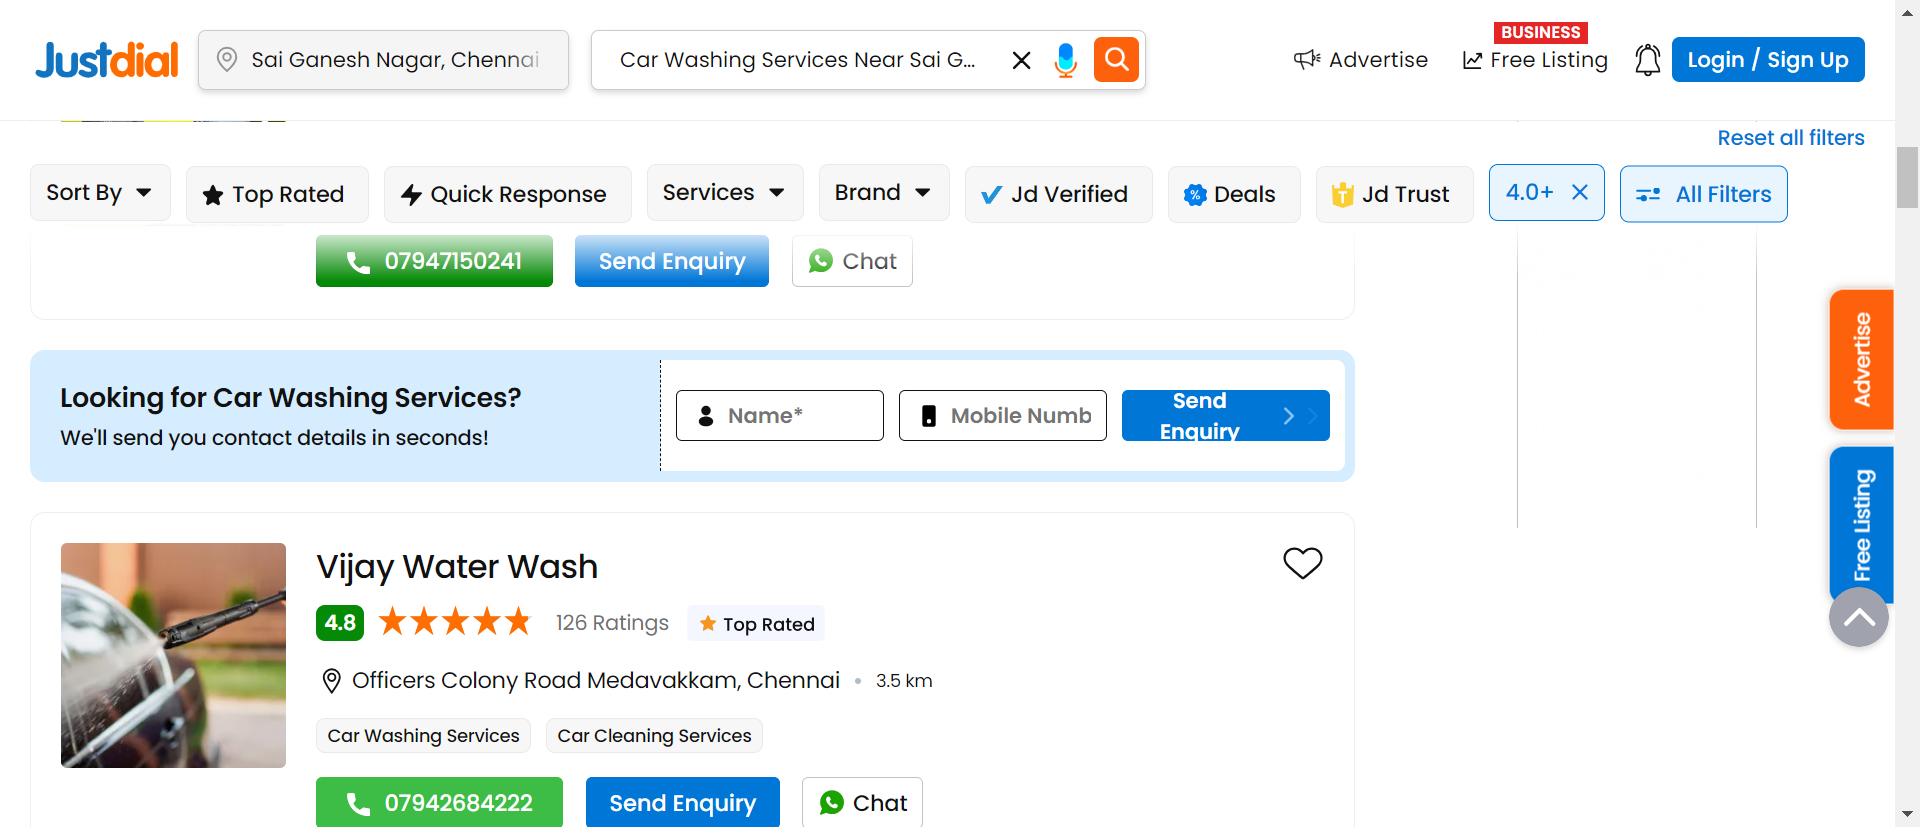 Justdial
Sai Ganesh Nagar, Chennai
Car Washing Services Near Sai G...
Advertise
BUSINESS
Free Listing
Login / Sign Up
Reset all filters
Sort By
Top Rated
Quick Response
Services
Brand
Jd Verified
Deals
Jd Trust
4.0+
All Filters
07947150241
Send Enquiry
Chat
Looking for Car Washing Services?
We'll send you contact details in seconds!
Name*
Mobile Numb
Send
Enquiry
Advertise
Free Listing
Vijay Water Wash
4.8
126 Ratings
Top Rated
Officers Colony Road Medavakkam, Chennai • 3.5 km
Car Washing Services
Car Cleaning Services
07942684222
Send Enquiry
Chat